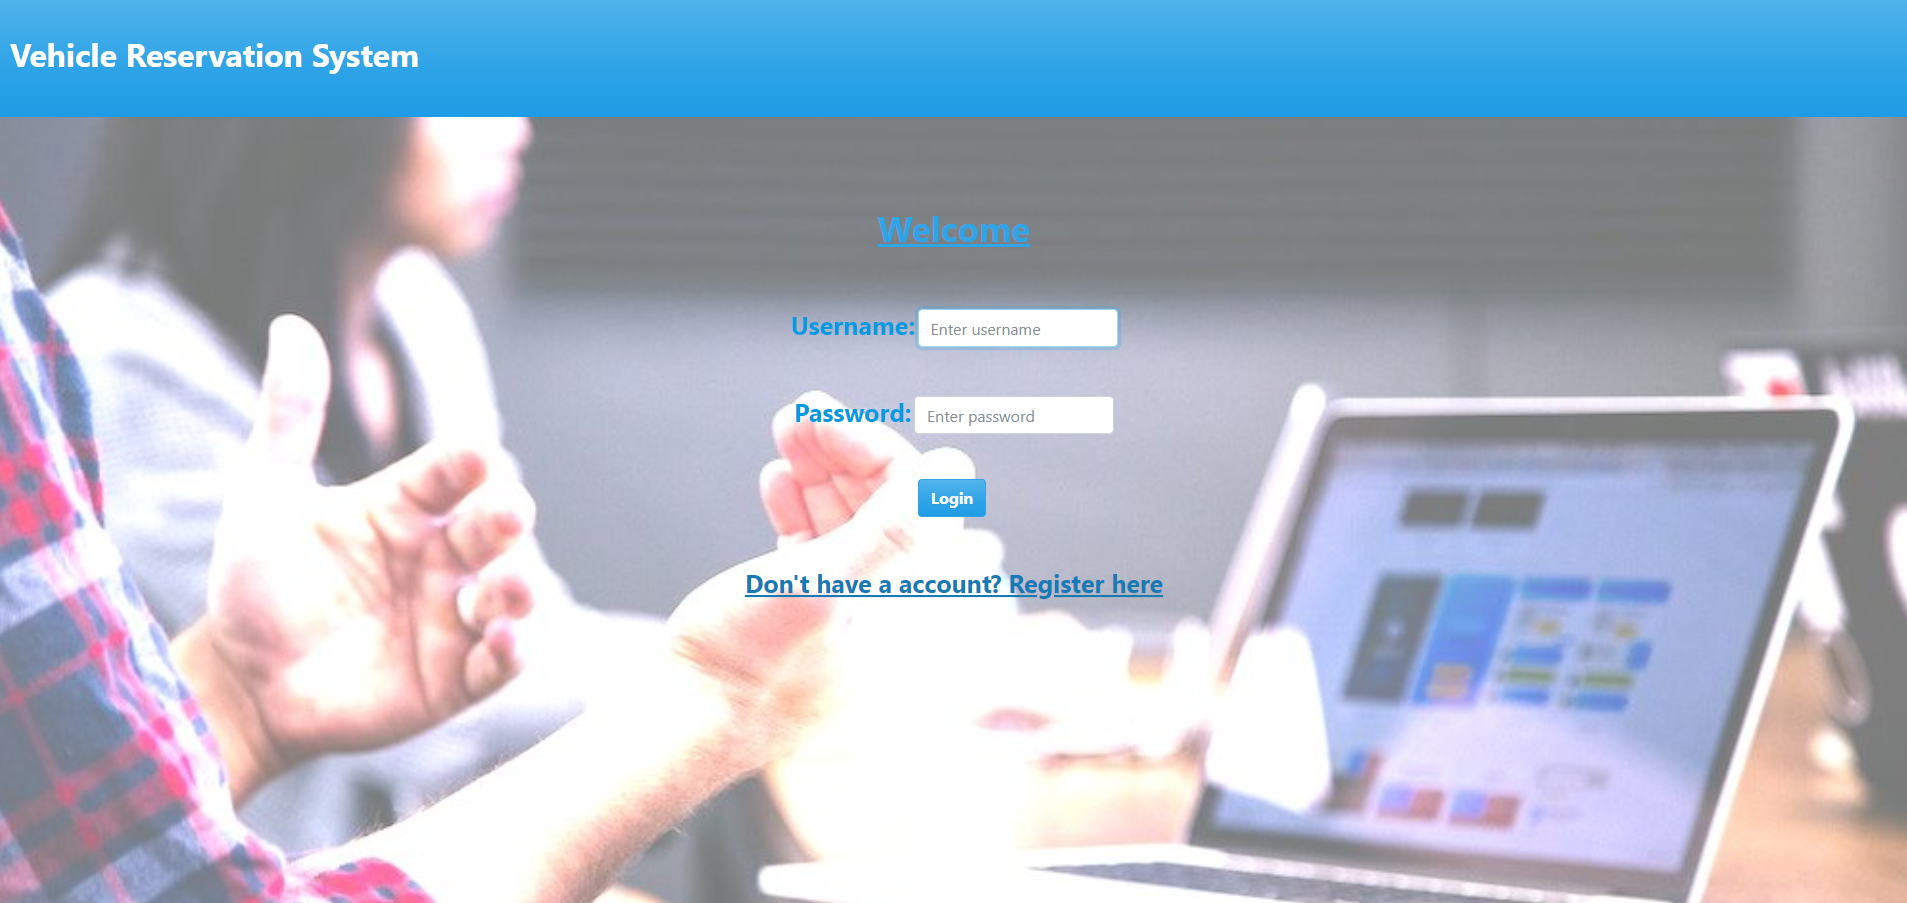 Vehicle Reservation System
Welcome
Username: Enter username
Password: Enter password
Login
Don't have a account? Register here